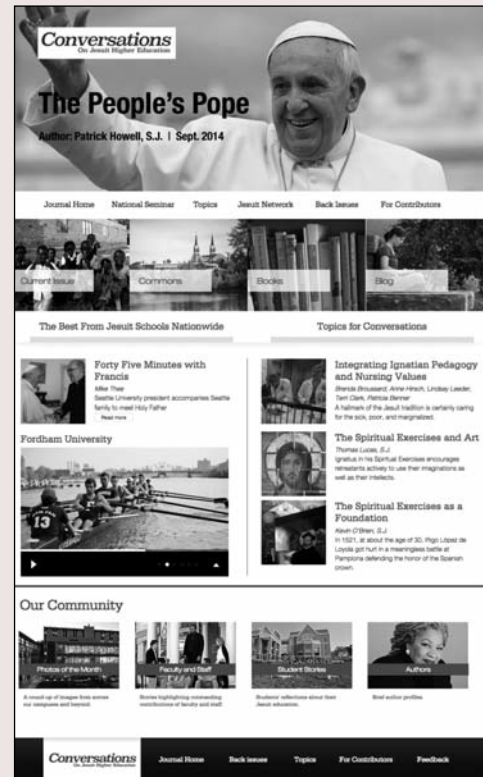 Conversations
On Jesuit Higher Education
The People's Pope
Author: Patrick Howell, S.J. | Sept. 2014
Journal Home National Seminar Topics Jesuit Network Back Issues For Contributors
Current Issue Commons Books Blog
The Best From Jesuit Schools Nationwide
Forty Five Minutes with
Francis
Mike Thee
Seattle University president accompanies Seattle
family to meet Holy Father
Read more
Fordham University
13
Topics for Conversations
Integrating Ignatian Pedagogy
and Nursing Values
Brenda Broussard, Anne Hirsch, Lindsay Leeder,
Terri Clark, Patricia Benner
A hallmark of the Jesuit tradition is certainly caring
for the sick, poor, and marginalized.
The Spiritual Exercises and Art
Thomas Lucas, S.J.
Ignatius in his Spiritual Exercises encourages
retreatants actively to use their imaginations as
well as their intellects.
The Spiritual Exercises as a
Foundation
Kevin O'Brien, S.J.
In 1521, at about the age of 30, Iñigo López de
Loyola got hurt in a meaningless battle at
Pamplona defending the honor of the Spanish
crown.
Our Community
Photos of the Month Faculty and Staff Student Stories Authors
A round up of images from across
our campuses and beyond.
Stories highlighting outstanding
contributions of faculty and staff.
Students' reflections about their
Jesuit education.
Brief author profiles.
Conversations
On Jesuit Higher Education
Journal Home Back issues Topics For Contributors Feedback